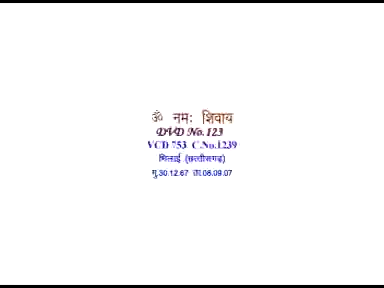 ॐ नमः शिवाय
DVD No.123
VCD 753 C.No.1239
भिलाई (छत्तीसगढ़)
मु.30.12.67 ता.08.09.07